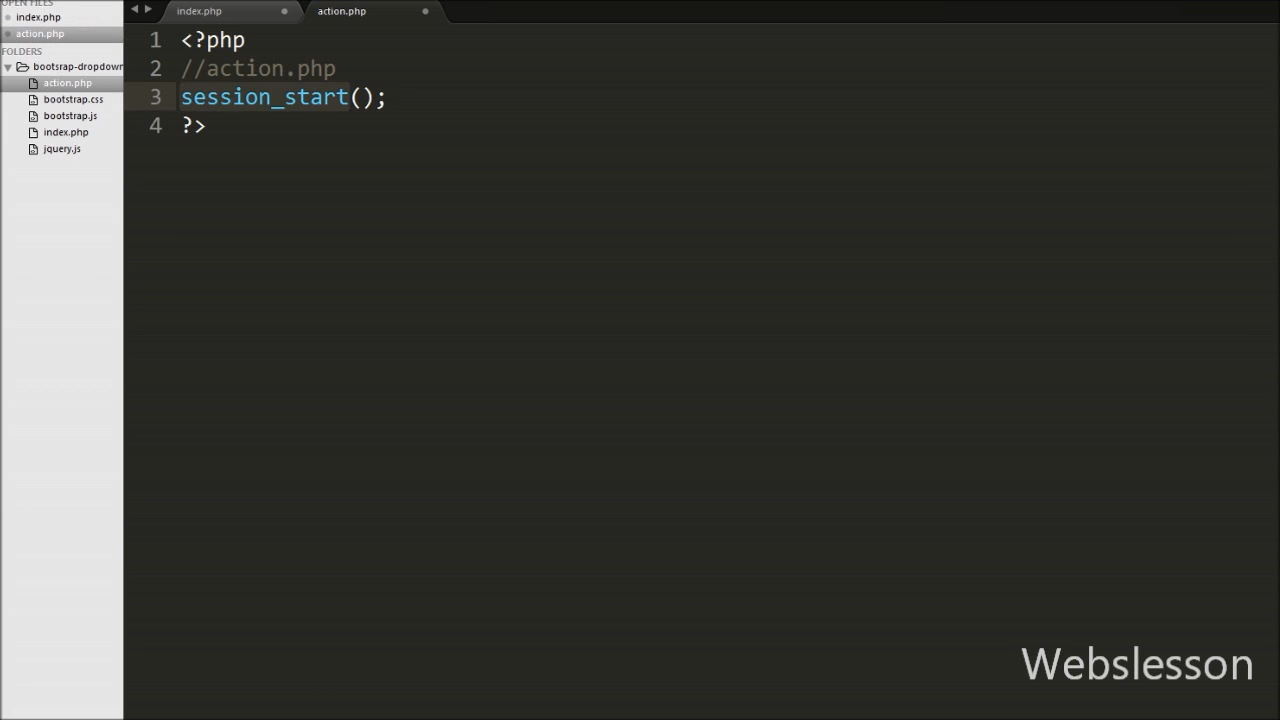 OPEN FILES
index.php
action.php
FOLDERS
bootsrap-dropdown
action.php
bootstrap.css
bootstrap.js
index.php
jquery.js
index.php
action.php
1 <?php
2 //action.php
3 session_start();
4 ?>
Webslesson